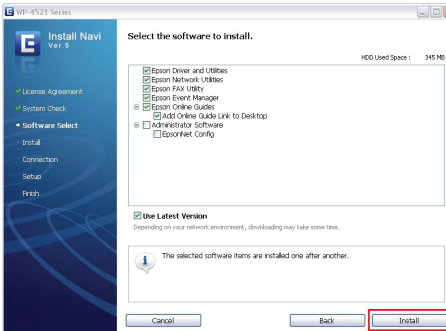 WP-4521 Series
Install Navi
Ver.5
License Agreement
System Check
Software Select
Install
Connection
Setup
Finish
Select the software to install.
HDD Used Space : 345 MB
Epson Driver and Utilities
Epson Network Utilities
Epson FAX Utility
Epson Event Manager
Epson Online Guides
Add Online Guide Link to Desktop
Administrator Software
EpsonNet Config
Use Latest Version
Depending on your network environment, downloading may take some time.
The selected software items are installed one after another.
Cancel
Back
Install